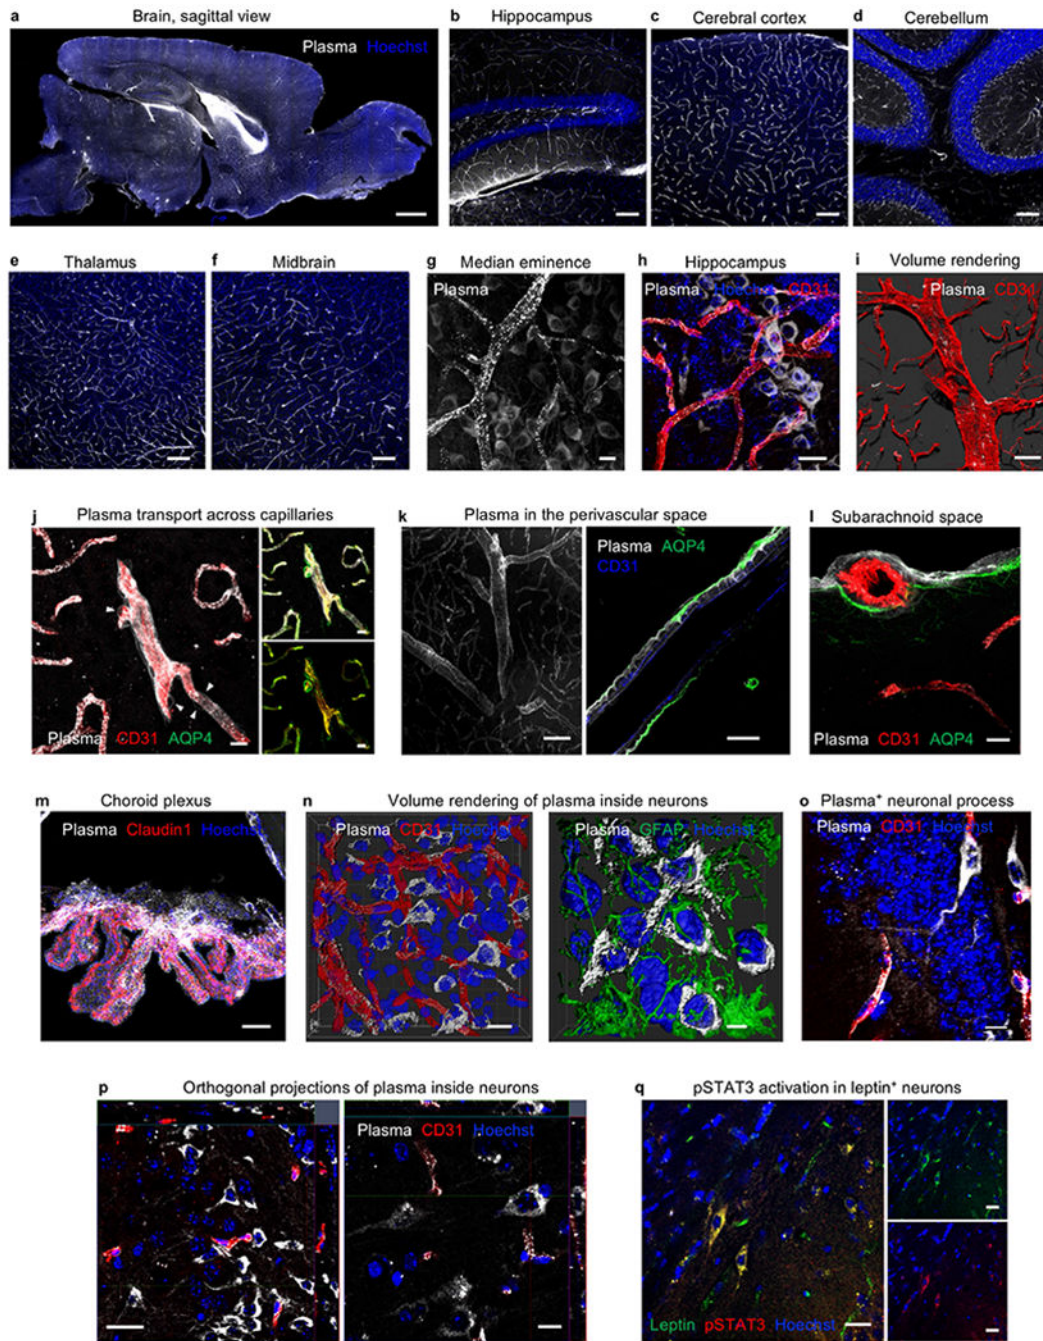 a Brain, sagittal view
Plasma Hoechst
b Hippocampus
c Cerebral cortex
d Cerebellum
e Thalamus
f Midbrain
g Median eminence
Plasma
h Hippocampus
Plasma Hoechst CD31
i Volume rendering
Plasma CD31
j Plasma transport across capillaries
Plasma CD31 AQP4
k Plasma in the perivascular space
Plasma AQP4
CD31
l Subarachnoid space
Plasma CD31 AQP4
m Choroid plexus
Plasma Claudin1 Hoechst
n Volume rendering of plasma inside neurons
Plasma CD31 Hoechst
Plasma GFAP Hoechst
o Plasma⁺ neuronal process
Plasma CD31 Hoechst
p Orthogonal projections of plasma inside neurons
Plasma CD31 Hoechst
q pSTAT3 activation in leptin⁺ neurons
Leptin pSTAT3 Hoechst